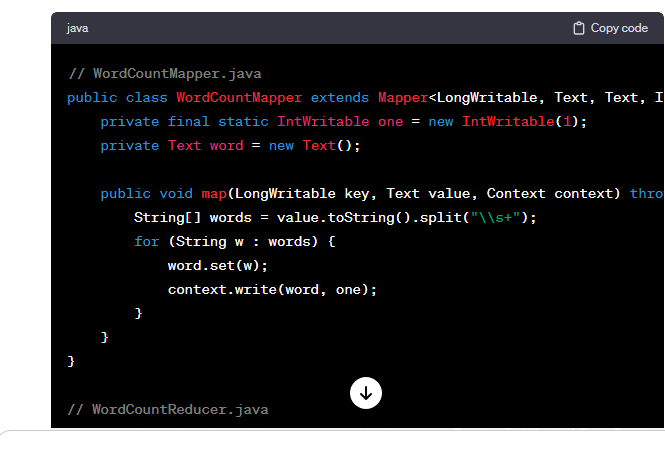 java
Copy code
// WordCountMapper.java
public class WordCountMapper extends Mapper<LongWritable, Text, Text, I
    private final static IntWritable one = new IntWritable(1);
    private Text word = new Text();
    public void map(LongWritable key, Text value, Context context) thro
        String[] words = value.toString().split("\\s+");
        for (String w : words) {
            word.set(w);
            context.write(word, one);
        }
    }
}
// WordCountReducer.java